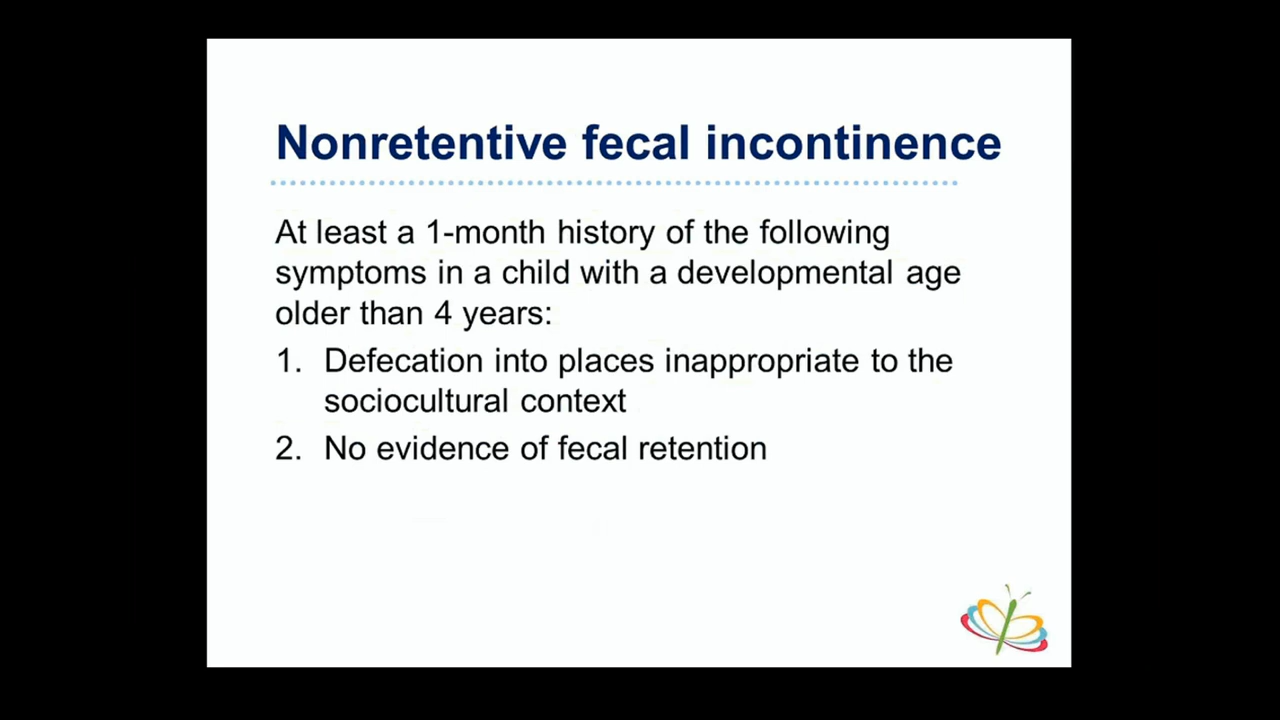 Nonretentive fecal incontinence
At least a 1-month history of the following
symptoms in a child with a developmental age
older than 4 years:
1. Defecation into places inappropriate to the
sociocultural context
2. No evidence of fecal retention